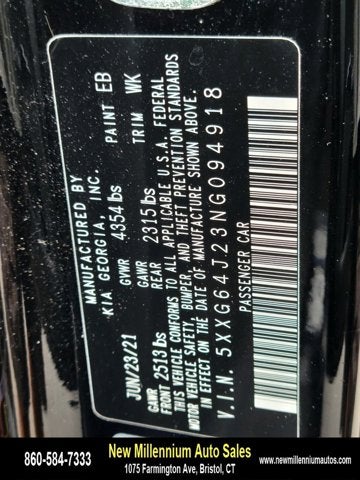 MANUFACTURED BY
KIA GEORGIA, INC.
JUN/23/21 GVWR 4354 lbs PAINT EB
GAWR FRONT 2513 lbs GAWR REAR 2315 lbs TRIM WK
THIS VEHICLE CONFORMS TO ALL APPLICABLE U.S.A. FEDERAL
MOTOR VEHICLE SAFETY, BUMPER, AND THEFT PREVENTION STANDARDS
IN EFFECT ON THE DATE OF MANUFACTURE SHOWN ABOVE.
V.I.N. 5XXG64J23NG094918
PASSENGER CAR
860-584-7333
New Millennium Auto Sales
1075 Farmington Ave, Bristol, CT
www.newmillenniumautos.com